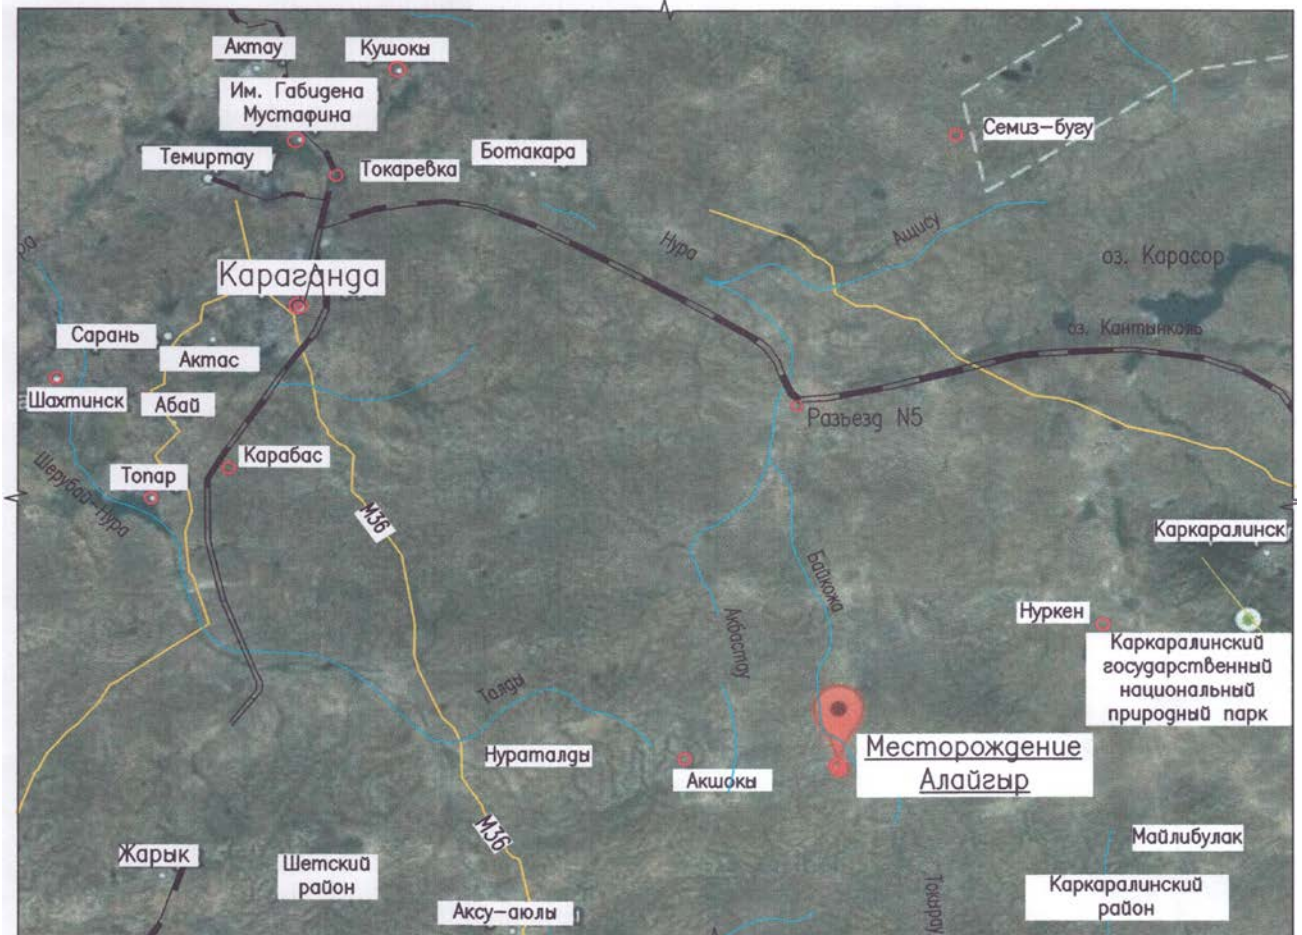 Актау
Кушокы
Им. Габидена
Мустафина
Семиз-бугу
Темиртау
Токаревка
Ботакара
Нура
Ащису
оз. Карасор
Караганда
оз. Кантынколь
Сарань
Актас
Шахтинск
Абай
Разъезд N5
Карабас
Топар
Шерубай-Нура
М36
Каркаралинск
Байкожа
Акбастау
Нуркен
Каркаралинский
государственный
национальный
природный парк
Талды
Нураталды
Акшокы
Месторождение
Алайгыр
М36
Майлибулак
Жарык
Шетский
район
Каркаралинский
район
Аксу-аюлы
Токырау